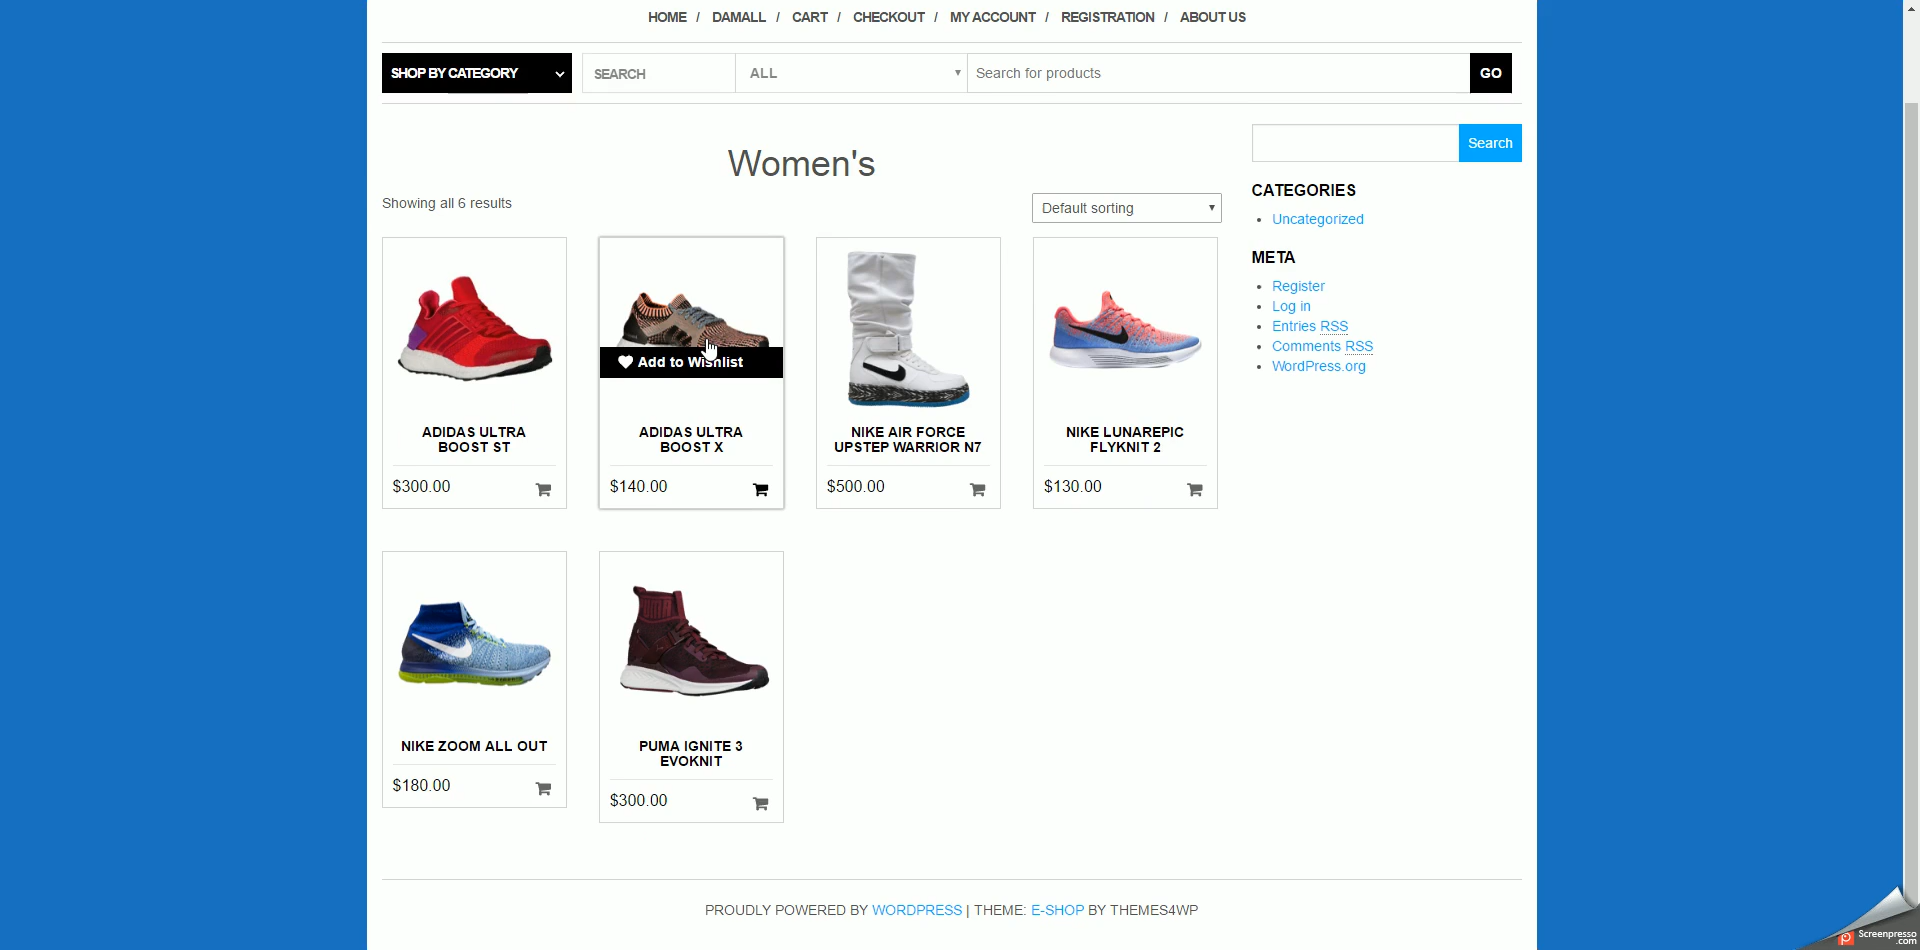 HOME / DAMALL / CART / CHECKOUT / MY ACCOUNT / REGISTRATION / ABOUT US
SHOP BY CATEGORY
SEARCH
ALL
Search for products
GO
Search
Women's
Showing all 6 results
Default sorting
CATEGORIES
Uncategorized
META
Register
Log in
Entries RSS
Comments RSS
WordPress.org
ADIDAS ULTRA
BOOST ST
$300.00
Add to Wishlist
ADIDAS ULTRA
BOOST X
$140.00
NIKE AIR FORCE
UPSTEP WARRIOR N7
$500.00
NIKE LUNAREPIC
FLYKNIT 2
$130.00
NIKE ZOOM ALL OUT
$180.00
PUMA IGNITE 3
EVOKNIT
$300.00
PROUDLY POWERED BY WORDPRESS | THEME: E-SHOP BY THEMES4WP
Screenpresso
.com